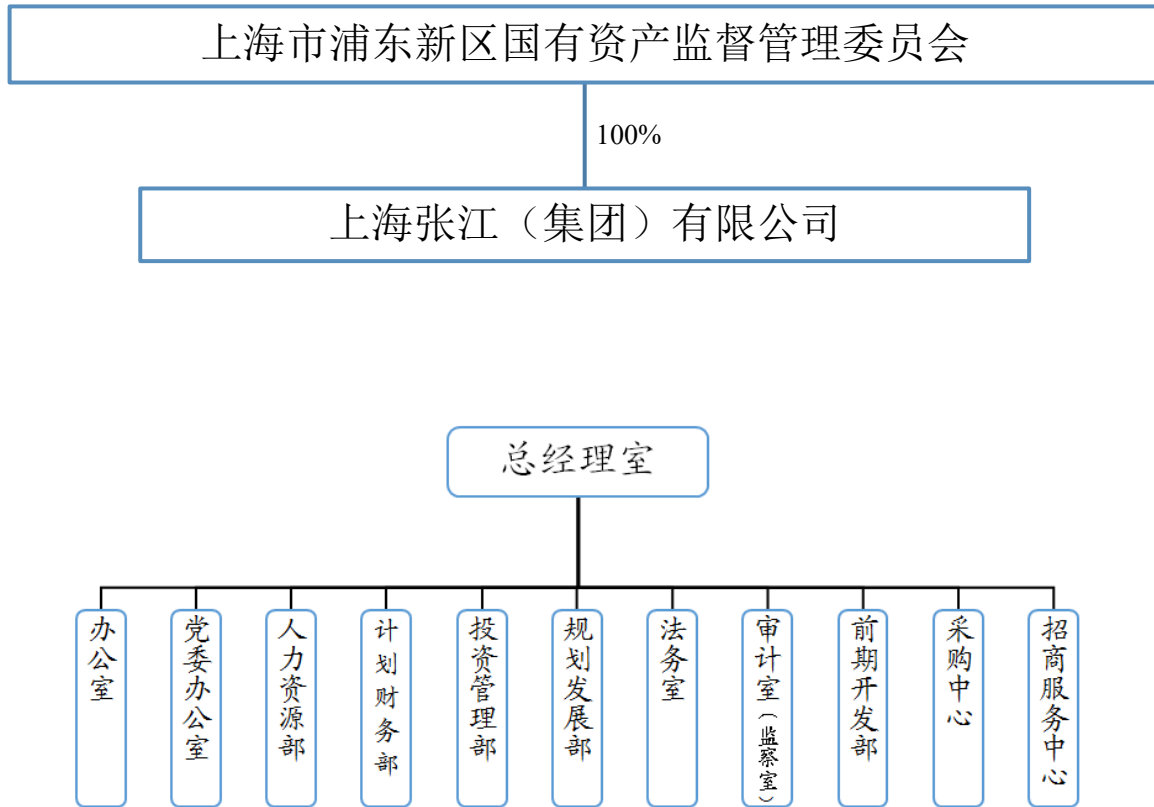 上海市浦东新区国有资产监督管理委员会
100%
上海张江（集团）有限公司
总经理室
办公室
党委办公室
人力资源部
计划财务部
投资管理部
规划发展部
法务室
审计室（监察室）
前期开发部
采购中心
招商服务中心